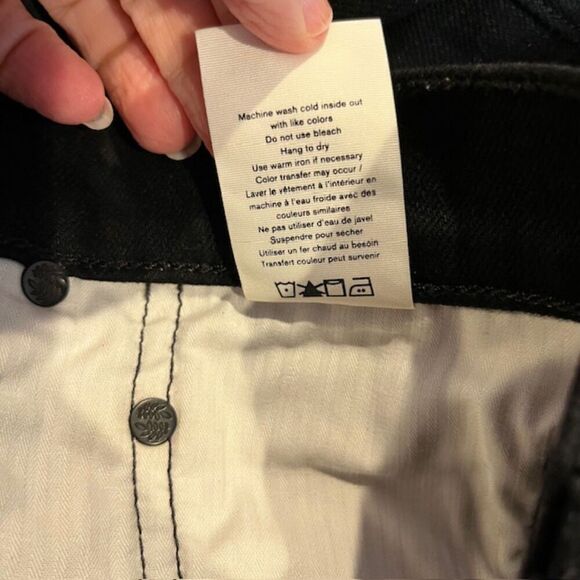 Machine wash cold inside out
with like colors
Do not use bleach
Hang to dry
Use warm iron if necessary
Color transfer may occur /
Laver le vêtement à l'intérieur en
machine à l'eau froide avec des
couleurs similaires
Ne pas utiliser d'eau de javel
Suspendre pour sécher
Utiliser un fer chaud au besoin
Transfert couleur peut survenir